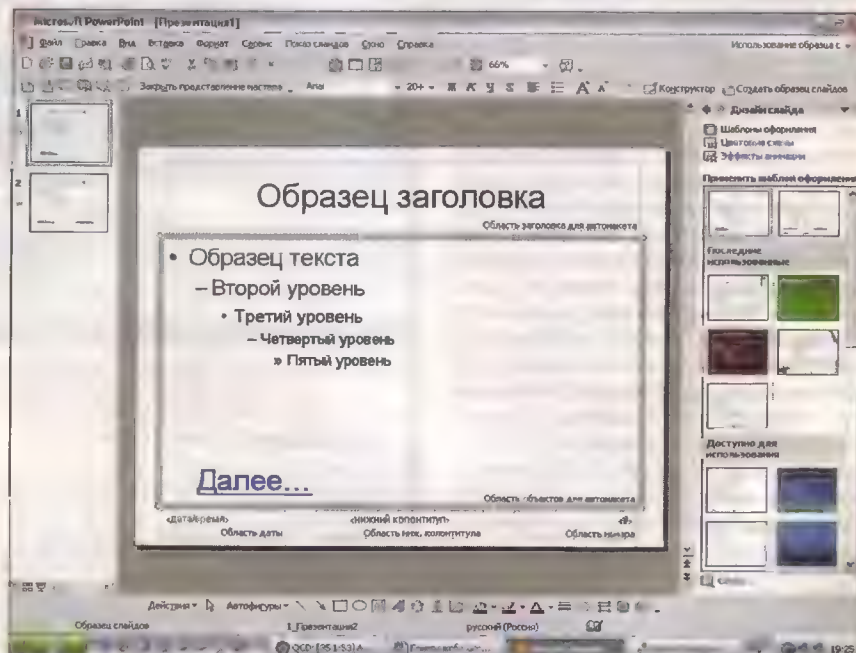 Microsoft PowerPoint - [Презентация1]
Файл Правка Вид Вставка Формат Сервис Показ слайдов Окно Справка
Использование образца с
66%
Закрыть представление мастера
Arial
20+
Ж К Ч S
Конструктор
Создать образец слайдов
1
2
Образец заголовка
Область заголовка для автомакета
• Образец текста
– Второй уровень
• Третий уровень
– Четвертый уровень
» Пятый уровень
Далее...
Область объектов для автомакета
‹дата/время›
‹нижний колонтитул›
‹#›
Область даты
Область ниж. колонтитула
Область номера
Дизайн слайда
Шаблоны оформления
Цветовые схемы
Эффекты анимации
Применить шаблон оформления
Последние
использованные
Доступно для
использования
Действия
Автофигуры
Образец слайдов
1_Презентация2
русский (Россия)
19:25